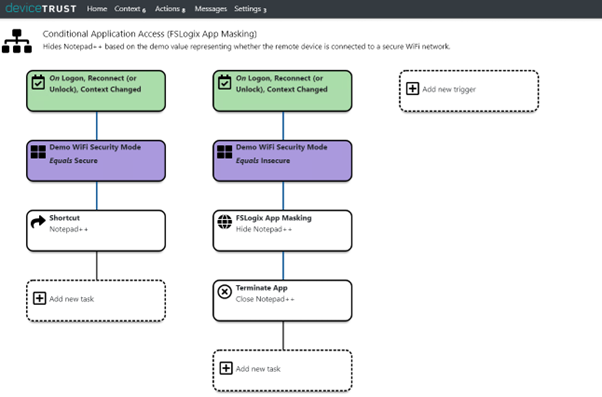 deviceTRUST Home Context 6 Actions 8 Messages Settings 3
Conditional Application Access (FSLogix App Masking)
Hides Notepad++ based on the demo value representing whether the remote device is connected to a secure WiFi network.
On Logon, Reconnect (or
Unlock), Context Changed
Demo WiFi Security Mode
Equals Secure
Shortcut
Notepad++
Add new task
On Logon, Reconnect (or
Unlock), Context Changed
Demo WiFi Security Mode
Equals Insecure
FSLogix App Masking
Hide Notepad++
Terminate App
Close Notepad++
Add new task
Add new trigger